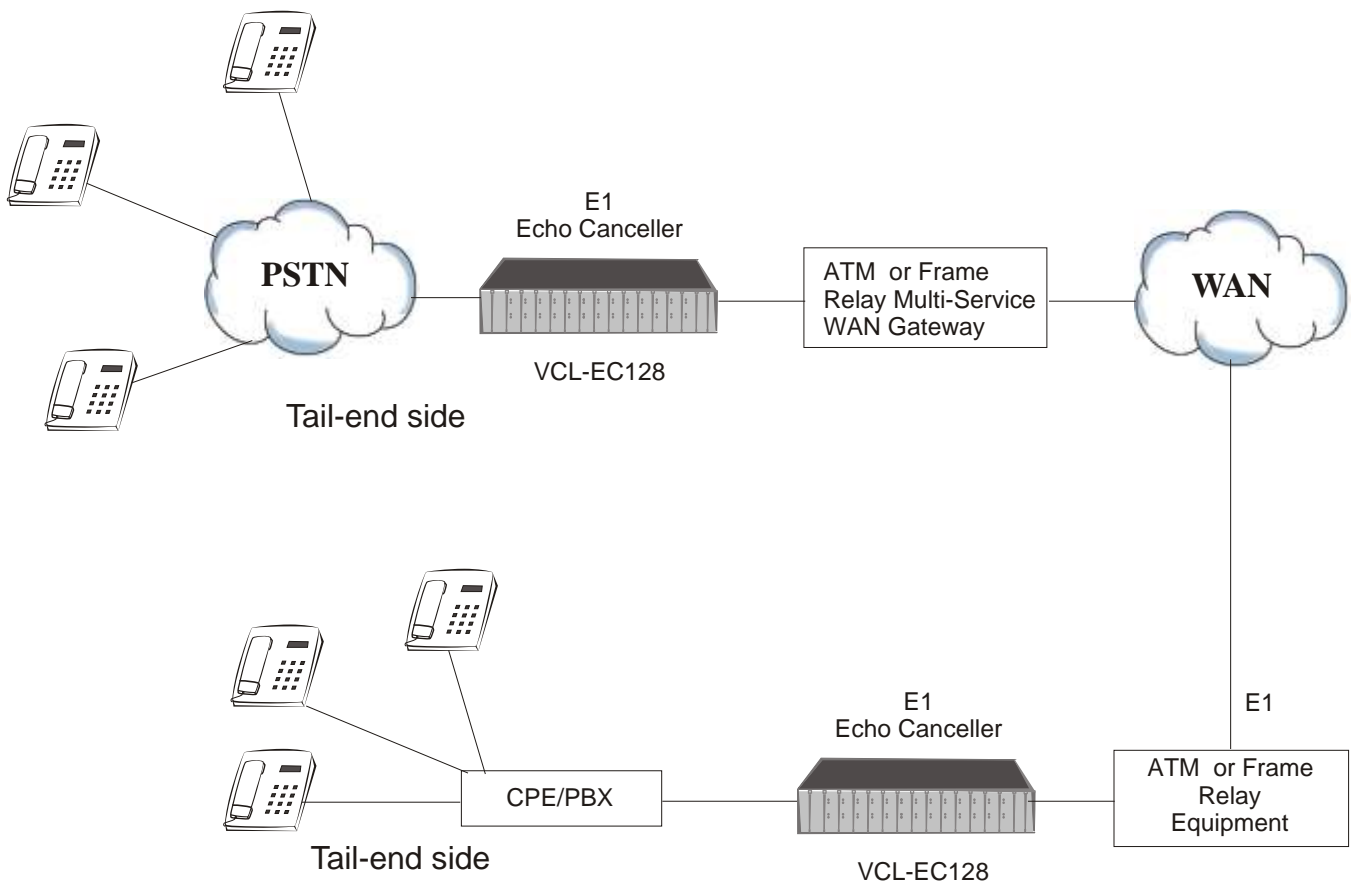 E1
Echo Canceller
PSTN
ATM or Frame
Relay Multi-Service
WAN Gateway
WAN
VCL-EC128
Tail-end side
E1
Echo Canceller
E1
CPE/PBX
ATM or Frame
Relay
Equipment
Tail-end side
VCL-EC128